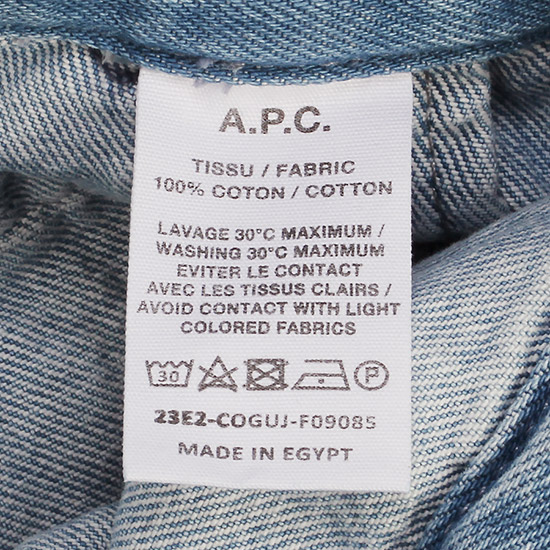 A.P.C.
TISSU / FABRIC
100% COTON / COTTON
LAVAGE 30°C MAXIMUM /
WASHING 30°C MAXIMUM
EVITER LE CONTACT
AVEC LES TISSUS CLAIRS /
AVOID CONTACT WITH LIGHT
COLORED FABRICS
30 P
23E2-COGUJ-F09085
MADE IN EGYPT